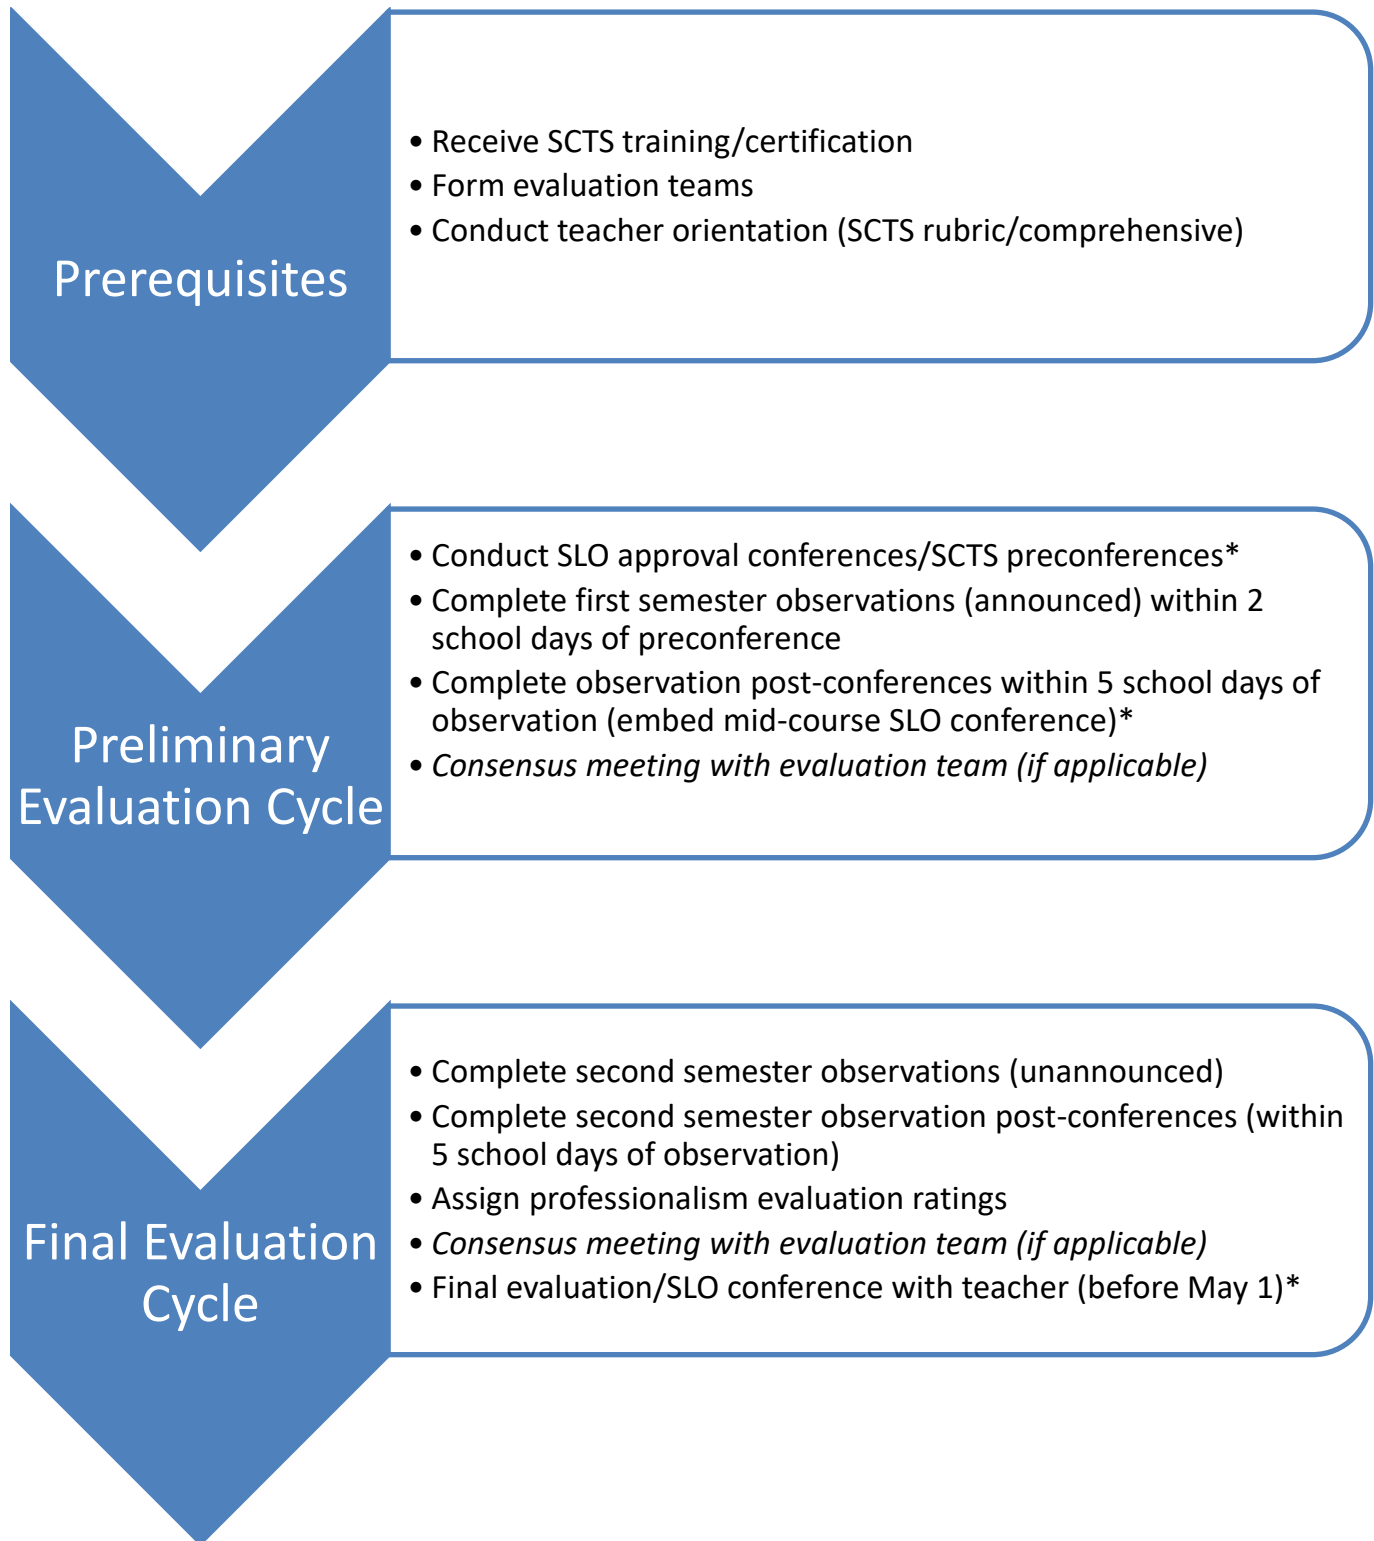 Prerequisites
• Receive SCTS training/certification
• Form evaluation teams
• Conduct teacher orientation (SCTS rubric/comprehensive)
Preliminary
Evaluation Cycle
• Conduct SLO approval conferences/SCTS preconferences*
• Complete first semester observations (announced) within 2
school days of preconference
• Complete observation post-conferences within 5 school days of
observation (embed mid-course SLO conference)*
• Consensus meeting with evaluation team (if applicable)
Final Evaluation
Cycle
• Complete second semester observations (unannounced)
• Complete second semester observation post-conferences (within
5 school days of observation)
• Assign professionalism evaluation ratings
• Consensus meeting with evaluation team (if applicable)
• Final evaluation/SLO conference with teacher (before May 1)*